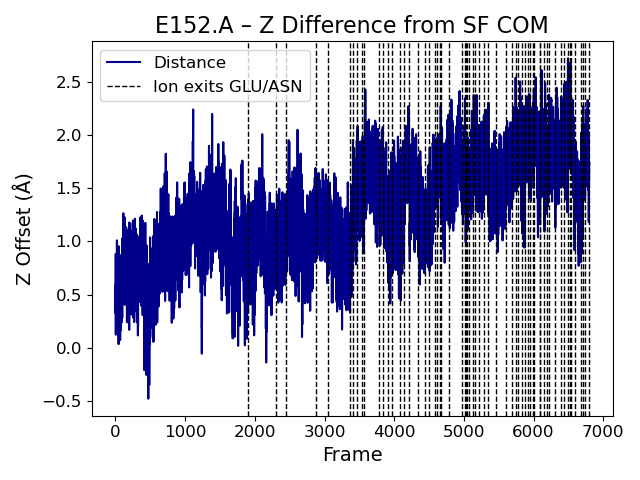 E152.A – Z Difference from SF COM
Distance
Ion exits GLU/ASN
Z Offset (Å)
2.5
2.0
1.5
1.0
0.5
0.0
−0.5
0 1000 2000 3000 4000 5000 6000 7000
Frame